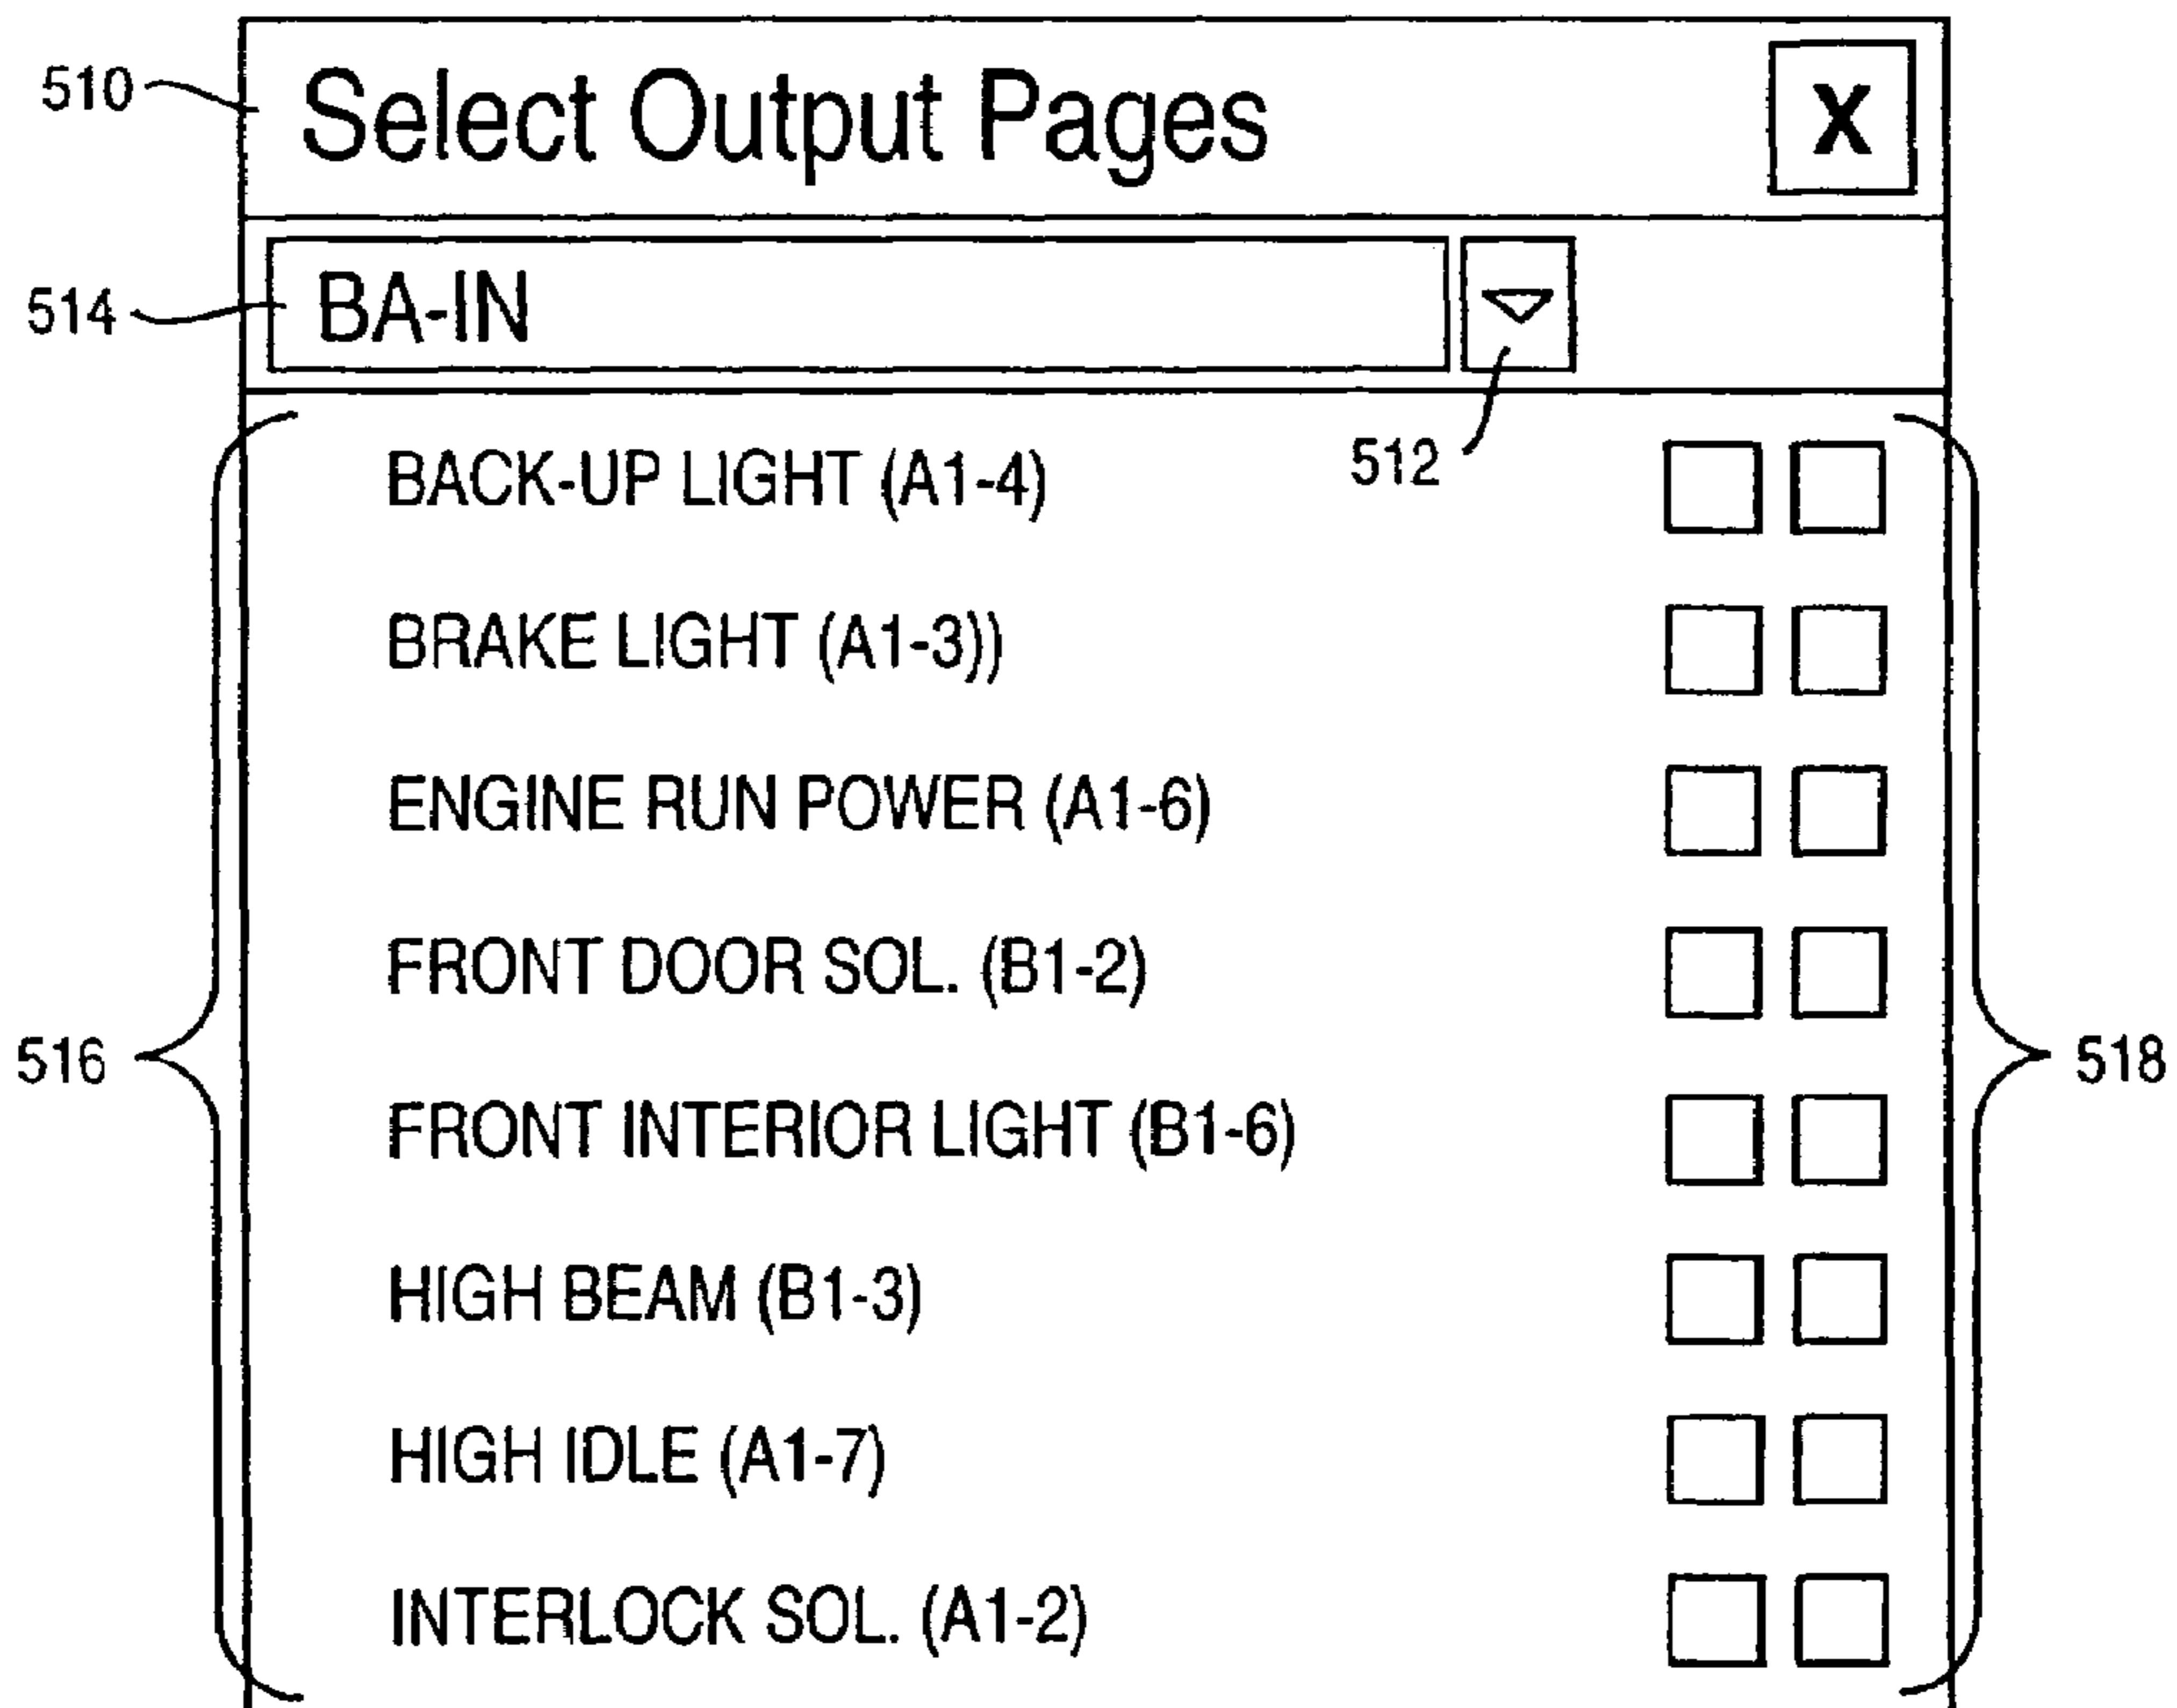 510 Select Output Pages X
514 BA-IN
512
BACK-UP LIGHT (A1-4)
BRAKE LIGHT (A1-3))
ENGINE RUN POWER (A1-6)
FRONT DOOR SOL. (B1-2)
516
518
FRONT INTERIOR LIGHT (B1-6)
HIGH BEAM (B1-3)
HIGH IDLE (A1-7)
INTERLOCK SOL. (A1-2)